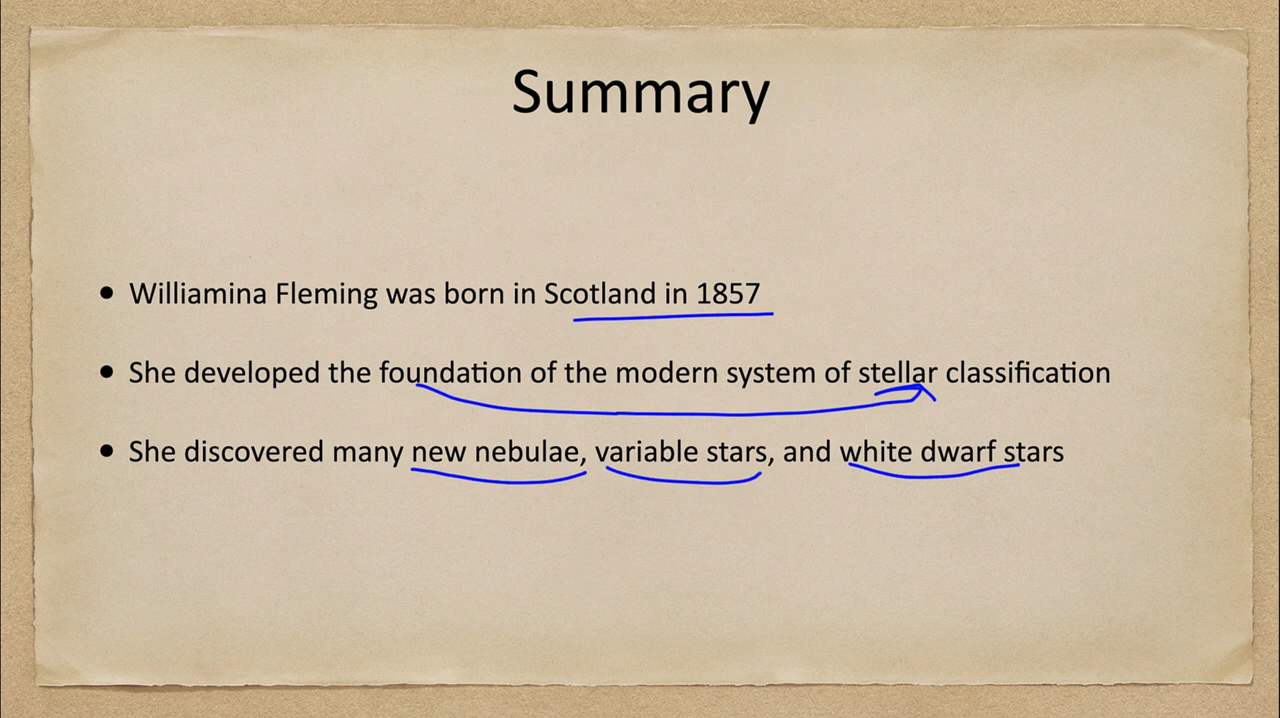 Summary
• Williamina Fleming was born in Scotland in 1857
• She developed the foundation of the modern system of stellar classification
• She discovered many new nebulae, variable stars, and white dwarf stars